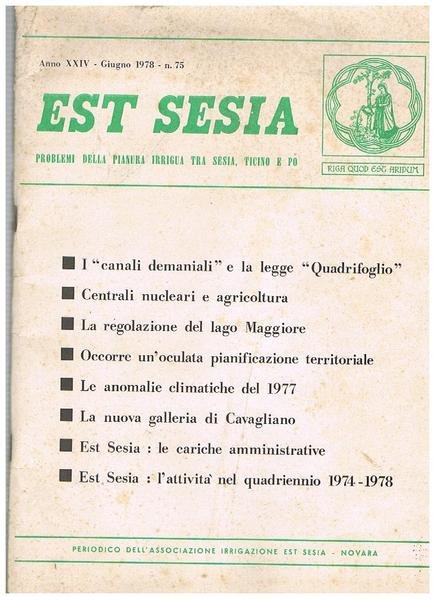 Anno XXIV - Giugno 1978 - n. 75
EST SESIA
PROBLEMI DELLA PIANURA IRRIGUA TRA SESIA, TICINO E PO
RIGA QUOD EST ARIDUM
I "canali demaniali" e la legge "Quadrifoglio"
Centrali nucleari e agricoltura
La regolazione del lago Maggiore
Occorre un'oculata pianificazione territoriale
Le anomalie climatiche del 1977
La nuova galleria di Cavagliano
Est Sesia : le cariche amministrative
Est Sesia : l'attività nel quadriennio 1974-1978
PERIODICO DELL'ASSOCIAZIONE IRRIGAZIONE EST SESIA - NOVARA